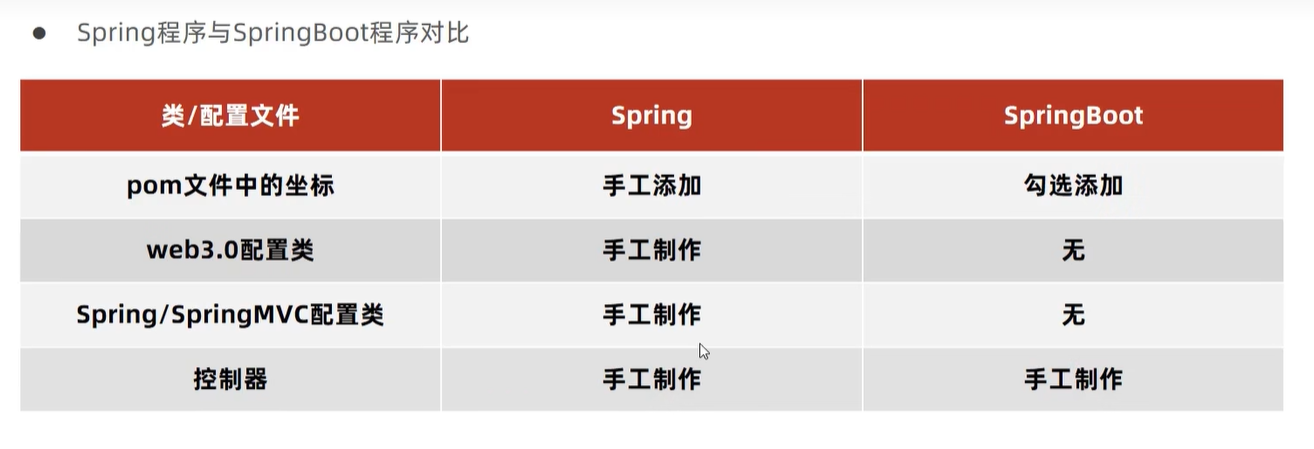 ● Spring程序与SpringBoot程序对比
类/配置文件 Spring SpringBoot
pom文件中的坐标 手工添加 勾选添加
web3.0配置类 手工制作 无
Spring/SpringMVC配置类 手工制作 无
控制器 手工制作 手工制作